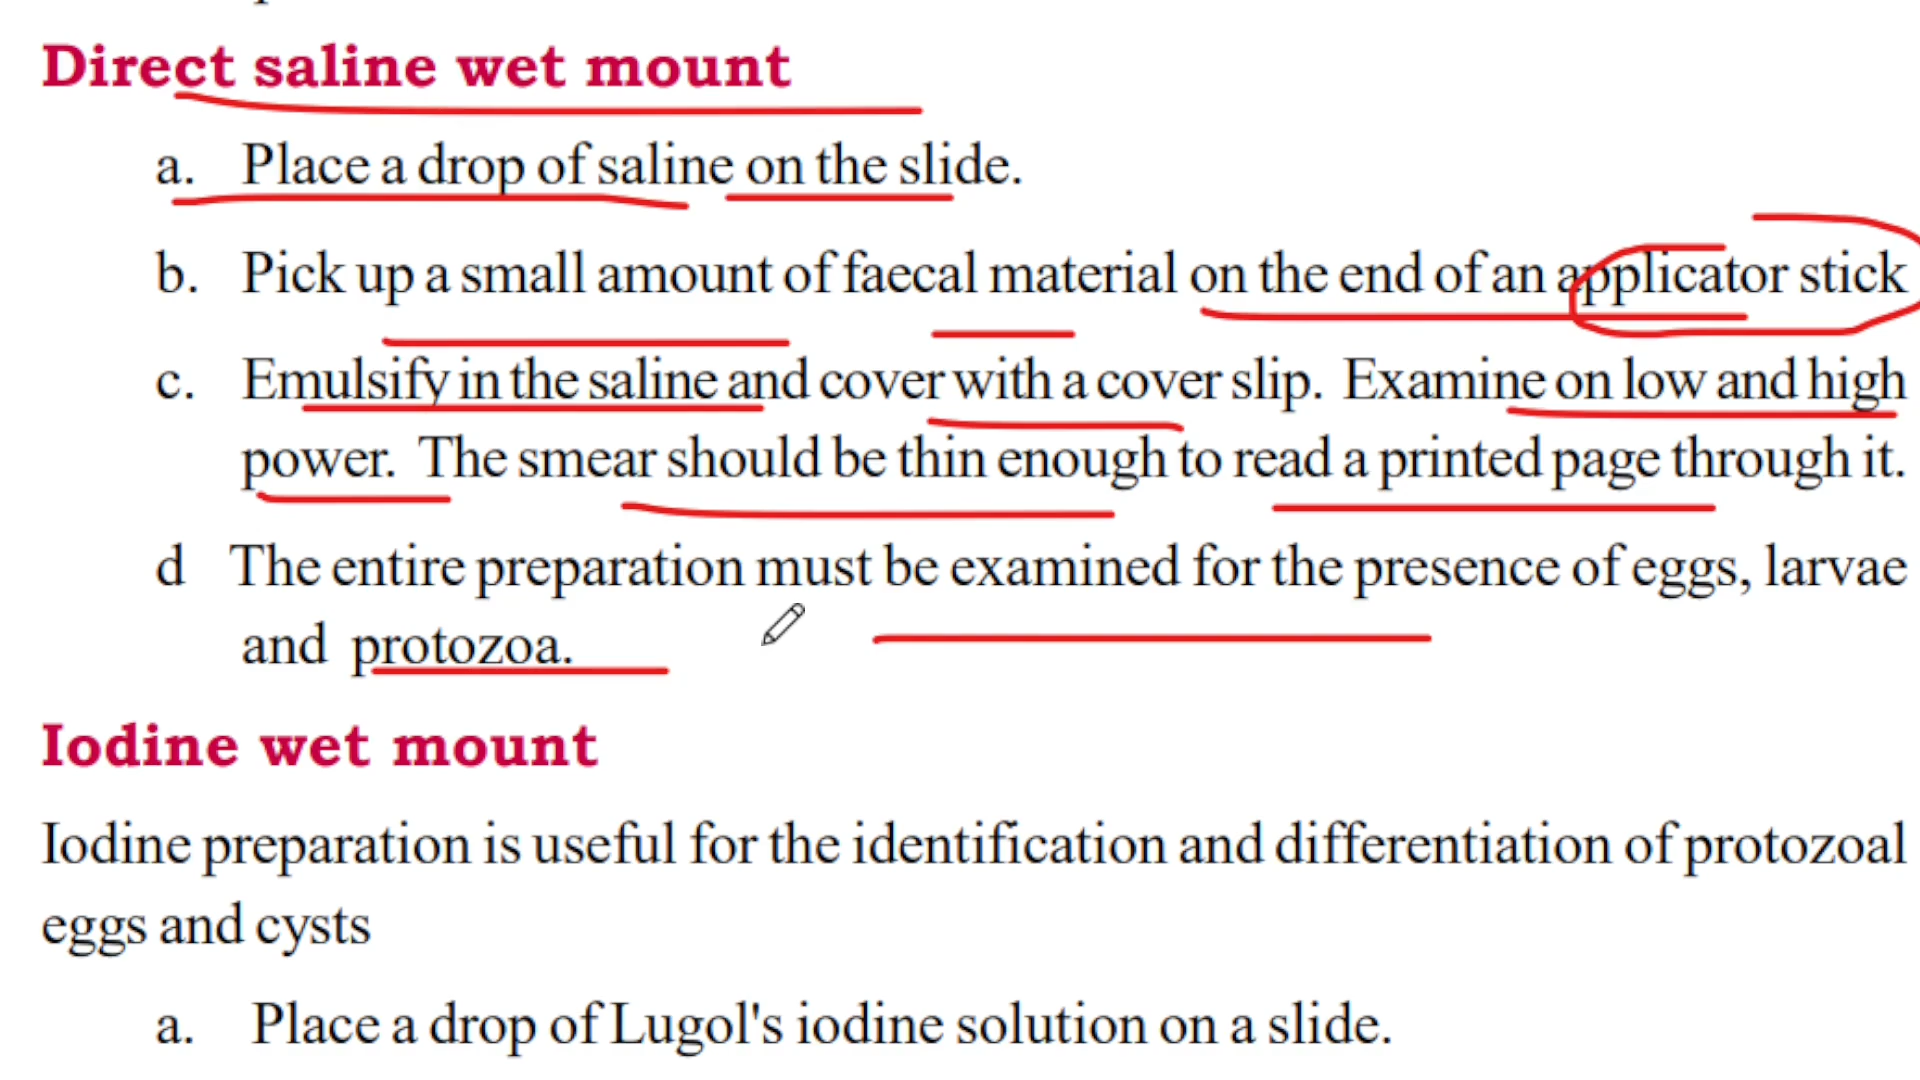 Direct saline wet mount
a. Place a drop of saline on the slide.
b. Pick up a small amount of faecal material on the end of an applicator stick
c. Emulsify in the saline and cover with a cover slip. Examine on low and high
power. The smear should be thin enough to read a printed page through it.
d The entire preparation must be examined for the presence of eggs, larvae
and protozoa.
Iodine wet mount
Iodine preparation is useful for the identification and differentiation of protozoal
eggs and cysts
a. Place a drop of Lugol's iodine solution on a slide.